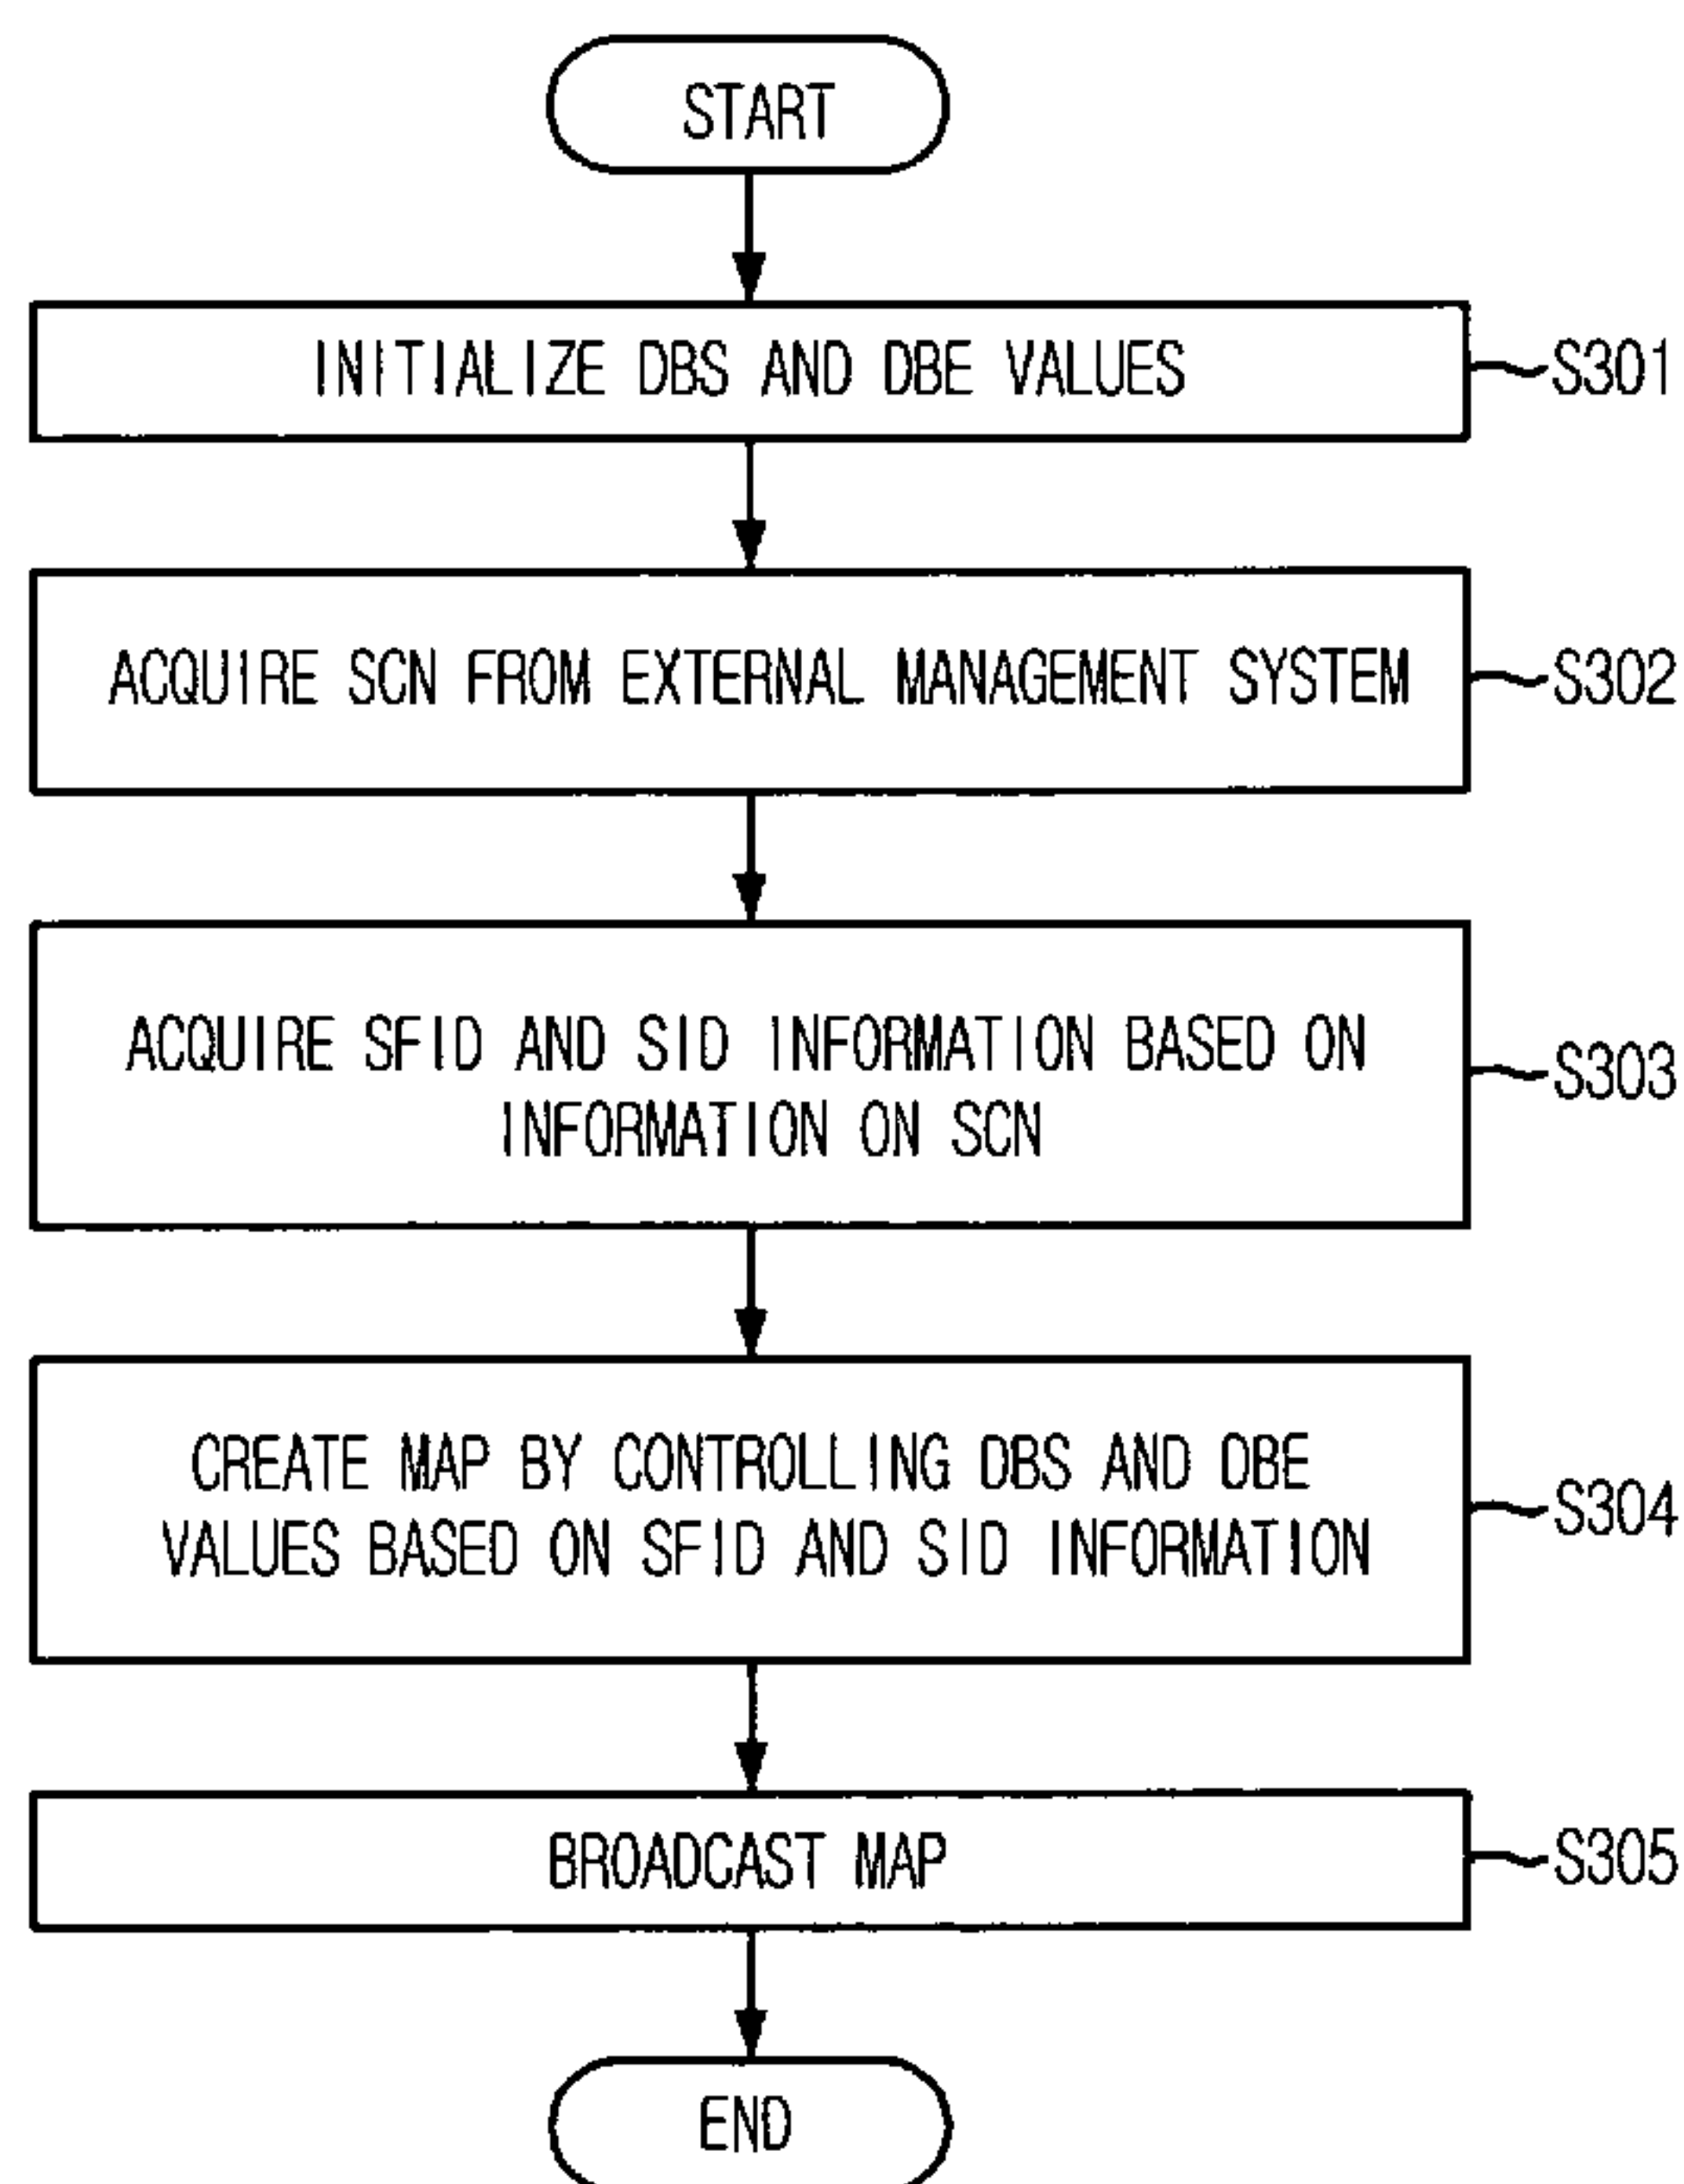 START
INITIALIZE DBS AND DBE VALUES
S301
ACQUIRE SCN FROM EXTERNAL MANAGEMENT SYSTEM
S302
ACQUIRE SFID AND SID INFORMATION BASED ON
INFORMATION ON SCN
S303
CREATE MAP BY CONTROLLING DBS AND DBE
VALUES BASED ON SFID AND SID INFORMATION
S304
BROADCAST MAP
S305
END